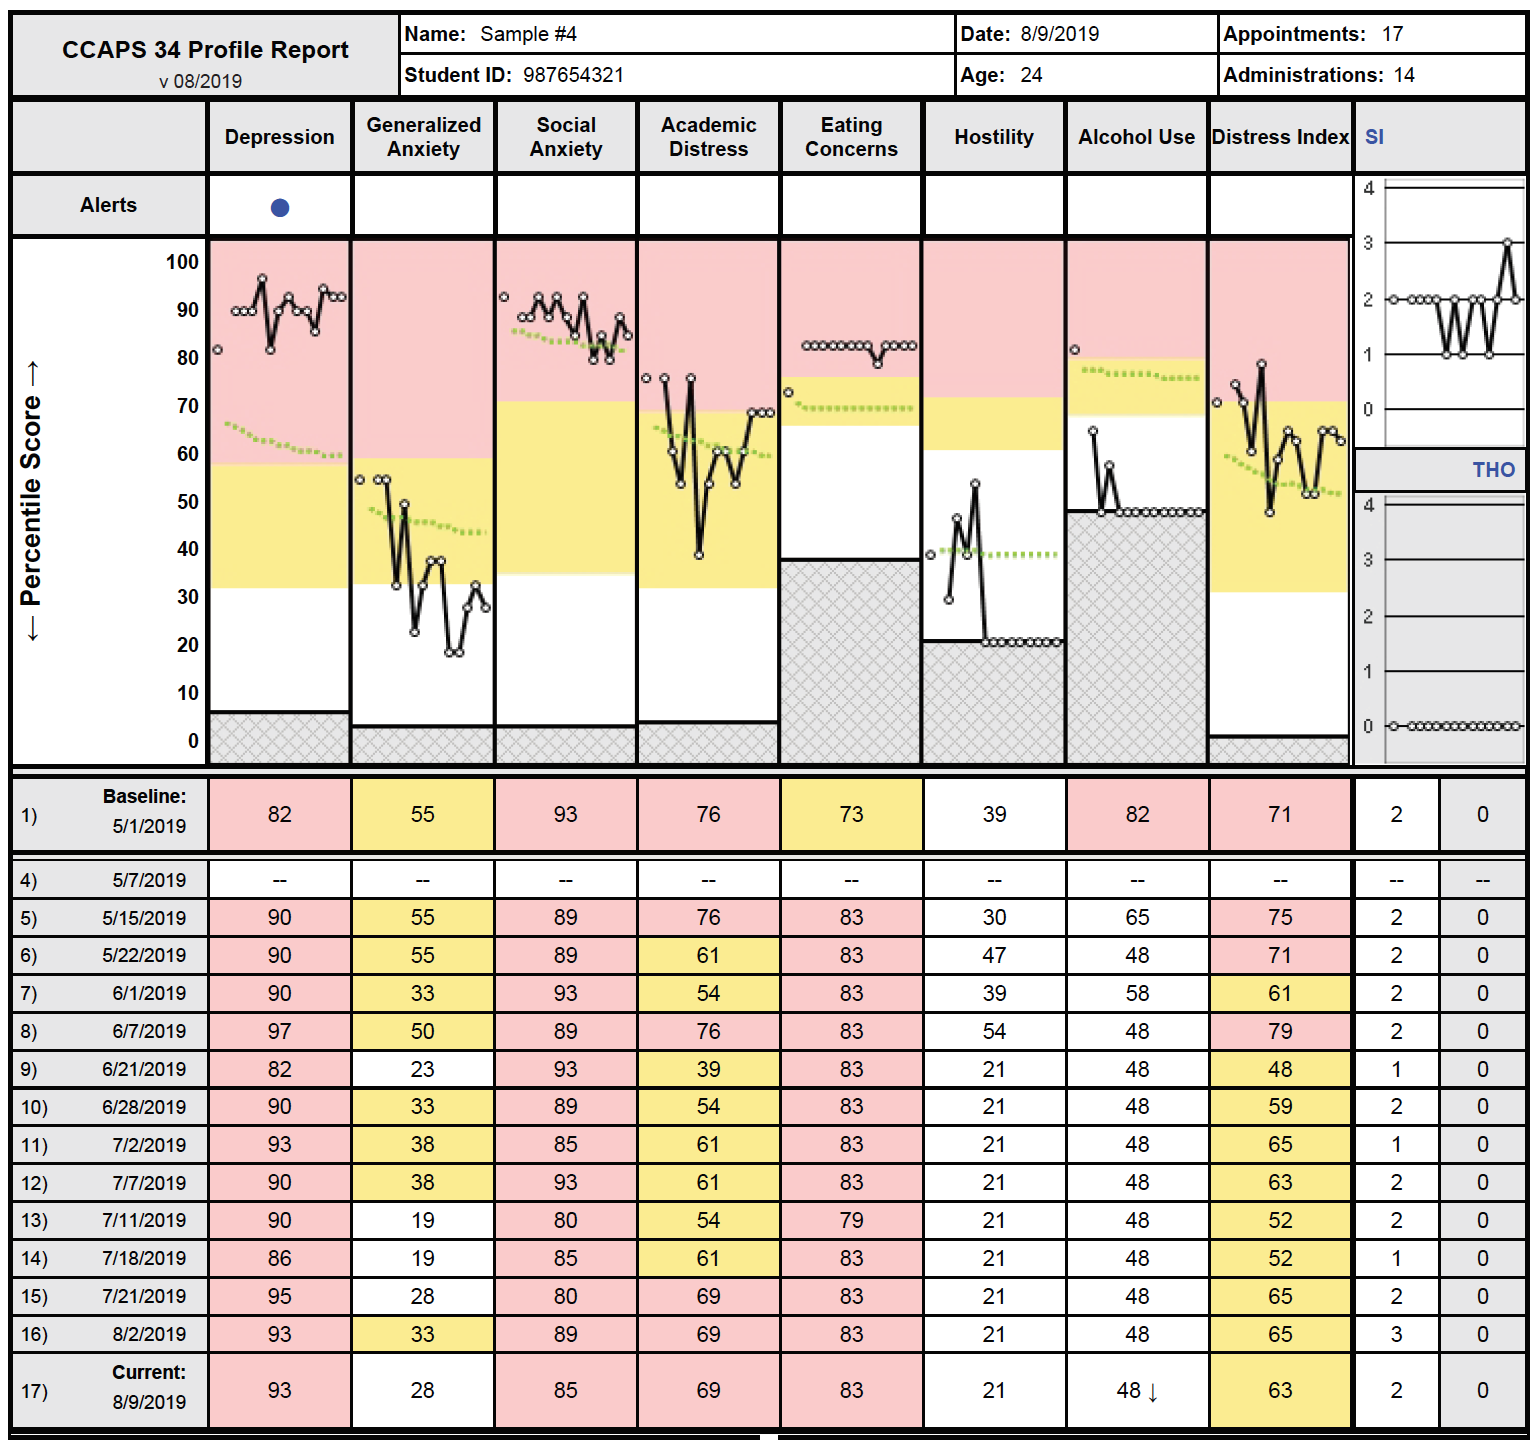 CCAPS 34 Profile Report
v 08/2019
Name: Sample #4
Date: 8/9/2019
Appointments: 17
Student ID: 987654321
Age: 24
Administrations: 14
Depression
Generalized
Anxiety
Social
Anxiety
Academic
Distress
Eating
Concerns
Hostility
Alcohol Use
Distress Index
SI
Alerts
← Percentile Score →
100
90
80
70
60
50
40
30
20
10
0
4
3
2
1
0
THO
4
3
2
1
0
1) Baseline: 5/1/2019 82 55 93 76 73 39 82 71 2 0
4) 5/7/2019 -- -- -- -- -- -- -- -- -- --
5) 5/15/2019 90 55 89 76 83 30 65 75 2 0
6) 5/22/2019 90 55 89 61 83 47 48 71 2 0
7) 6/1/2019 90 33 93 54 83 39 58 61 2 0
8) 6/7/2019 97 50 89 76 83 54 48 79 2 0
9) 6/21/2019 82 23 93 39 83 21 48 48 1 0
10) 6/28/2019 90 33 89 54 83 21 48 59 2 0
11) 7/2/2019 93 38 85 61 83 21 48 65 1 0
12) 7/7/2019 90 38 93 61 83 21 48 63 2 0
13) 7/11/2019 90 19 80 54 79 21 48 52 2 0
14) 7/18/2019 86 19 85 61 83 21 48 52 1 0
15) 7/21/2019 95 28 80 69 83 21 48 65 2 0
16) 8/2/2019 93 33 89 69 83 21 48 65 3 0
17) Current: 8/9/2019 93 28 85 69 83 21 48 ↓ 63 2 0